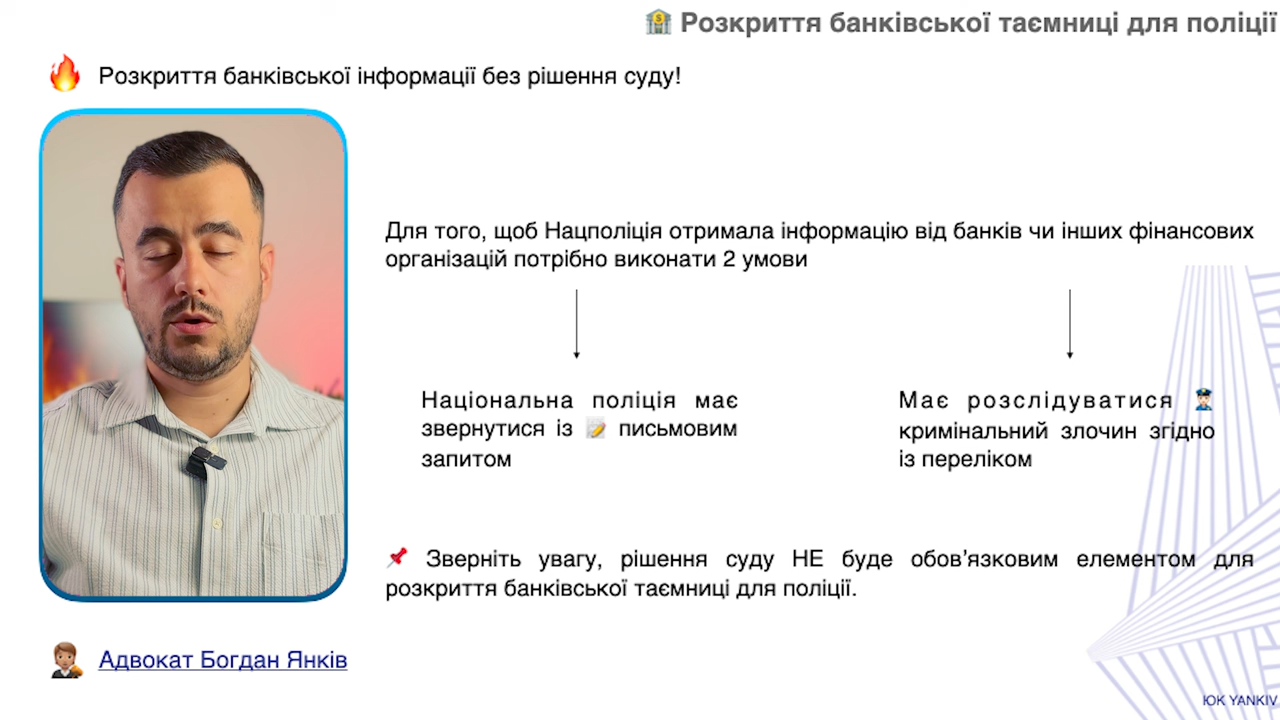 Розкриття банківської таємниці для поліції
Розкриття банківської інформації без рішення суду!
Для того, щоб Нацполіція отримала інформацію від банків чи інших фінансових
організацій потрібно виконати 2 умови
Національна поліція має
звернутися із письмовим
запитом
Має розслідуватися
кримінальний злочин згідно
із переліком
Зверніть увагу, рішення суду НЕ буде обов’язковим елементом для
розкриття банківської таємниці для поліції.
Адвокат Богдан Янків
ЮК YANKIV